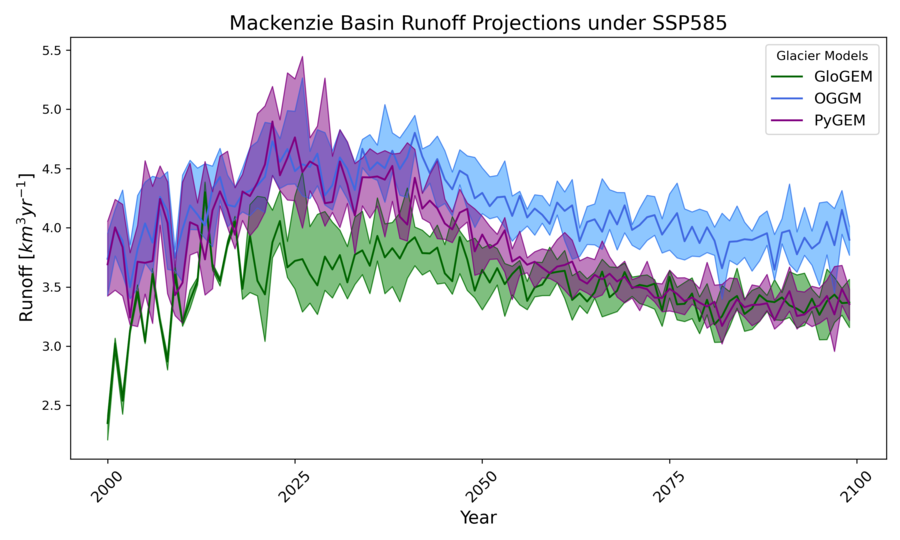 Mackenzie Basin Runoff Projections under SSP585
Glacier Models
GloGEM
OGGM
PyGEM
Runoff [km³yr⁻¹]
5.5
5.0
4.5
4.0
3.5
3.0
2.5
2000
2025
2050
2075
2100
Year